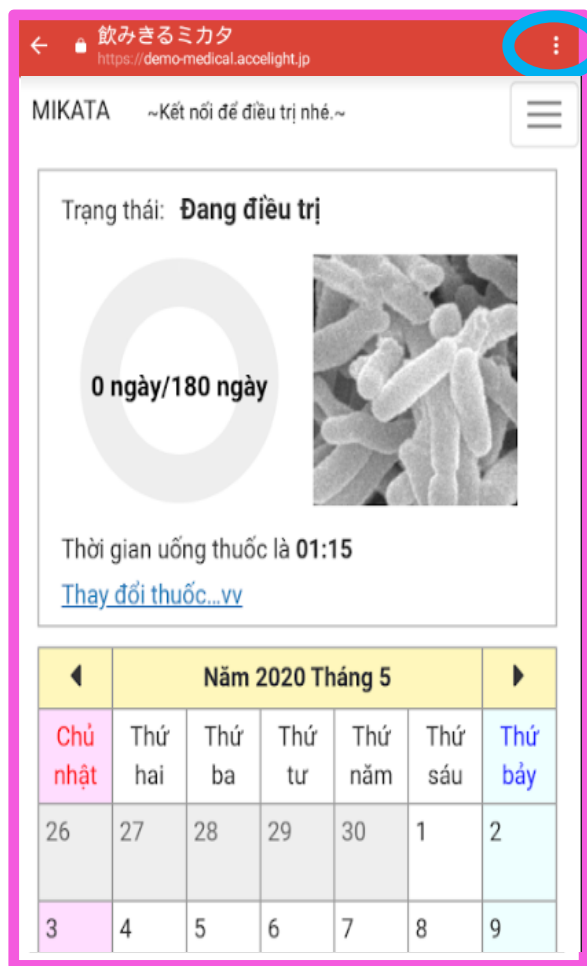 飲みきるミカタ
https://demo-medical.accelight.jp
MIKATA ~Kết nối để điều trị nhé.~
Trạng thái: Đang điều trị
0 ngày/180 ngày
Thời gian uống thuốc là 01:15
Thay đổi thuốc...vv
Năm 2020 Tháng 5
Chủ nhật Thứ hai Thứ ba Thứ tư Thứ năm Thứ sáu Thứ bảy
26 27 28 29 30 1 2
3 4 5 6 7 8 9